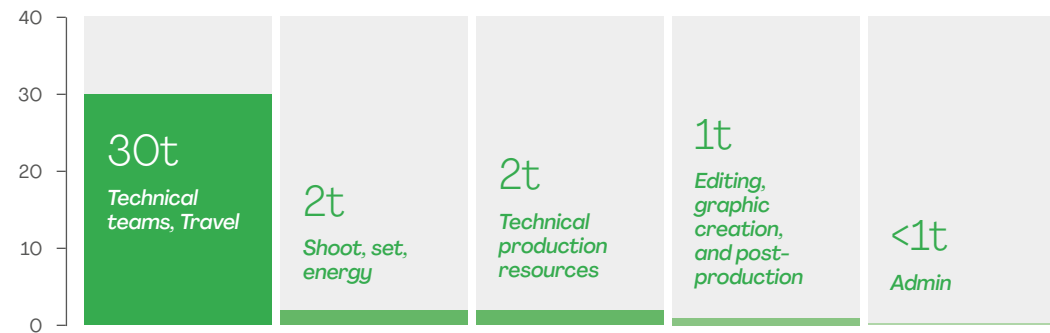 40
30
20
10
0
30t
Technical
teams, Travel
2t
Shoot, set,
energy
2t
Technical
production
resources
1t
Editing,
graphic
creation,
and post-
production
<1t
Admin